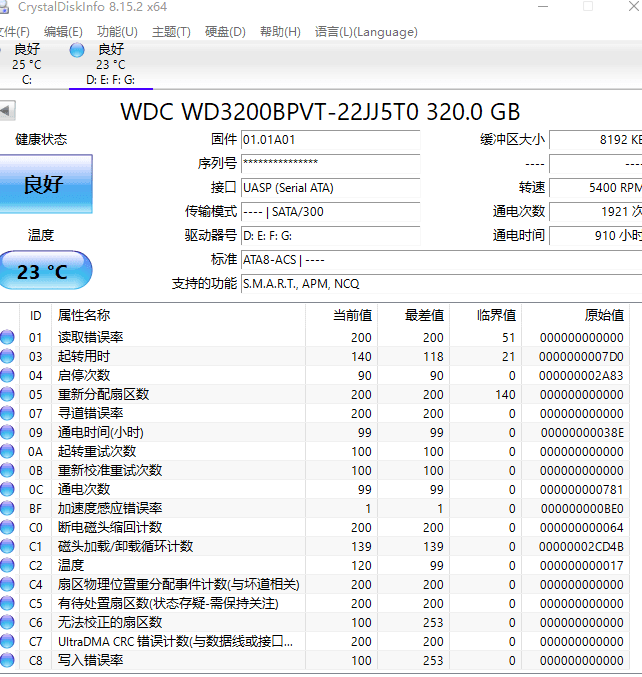 CrystalDiskInfo 8.15.2 x64
文件(F) 编辑(E) 功能(U) 主题(T) 硬盘(D) 帮助(H) 语言(L)(Language)
良好 良好
25 °C 23 °C
C: D: E: F: G:
WDC WD3200BPVT-22JJ5T0 320.0 GB
健康状态 固件 01.01A01 缓冲区大小 8192 KB
序列号 *************** ---- ----
良好 接口 UASP (Serial ATA) 转速 5400 RPM
传输模式 ---- | SATA/300 通电次数 1921 次
温度 驱动器号 D: E: F: G: 通电时间 910 小时
23 °C 标准 ATA8-ACS | ----
支持的功能 S.M.A.R.T., APM, NCQ
ID 属性名称 当前值 最差值 临界值 原始值
01 读取错误率 200 200 51 000000000000
03 起转用时 140 118 21 0000000007D0
04 启停次数 90 90 0 000000002A83
05 重新分配扇区数 200 200 140 000000000000
07 寻道错误率 200 200 0 000000000000
09 通电时间(小时) 99 99 0 00000000038E
0A 起转重试次数 100 100 0 000000000000
0B 重新校准重试次数 100 100 0 000000000000
0C 通电次数 99 99 0 000000000781
BF 加速度感应错误率 1 1 0 000000000BE0
C0 断电磁头缩回计数 200 200 0 000000000064
C1 磁头加载/卸载循环计数 139 139 0 00000002CD4B
C2 温度 120 99 0 000000000017
C4 扇区物理位置重分配事件计数(与坏道相关) 200 200 0 000000000000
C5 有待处置扇区数(状态存疑-需保持关注) 200 200 0 000000000000
C6 无法校正的扇区数 100 253 0 000000000000
C7 UltraDMA CRC 错误计数(与数据线或接口... 200 200 0 000000000000
C8 写入错误率 100 253 0 000000000000